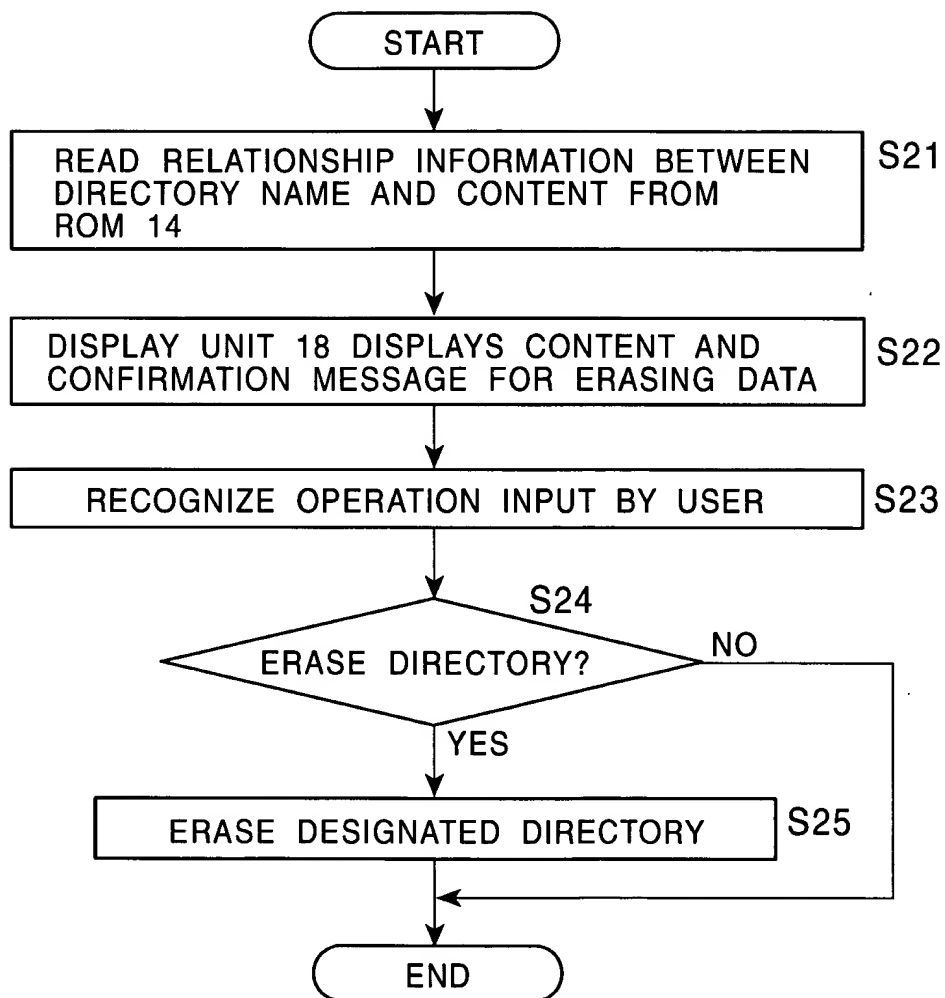 START
READ RELATIONSHIP INFORMATION BETWEEN
DIRECTORY NAME AND CONTENT FROM
ROM 14
S21
DISPLAY UNIT 18 DISPLAYS CONTENT AND
CONFIRMATION MESSAGE FOR ERASING DATA
S22
RECOGNIZE OPERATION INPUT BY USER
S23
S24
ERASE DIRECTORY?
NO
YES
ERASE DESIGNATED DIRECTORY
S25
END